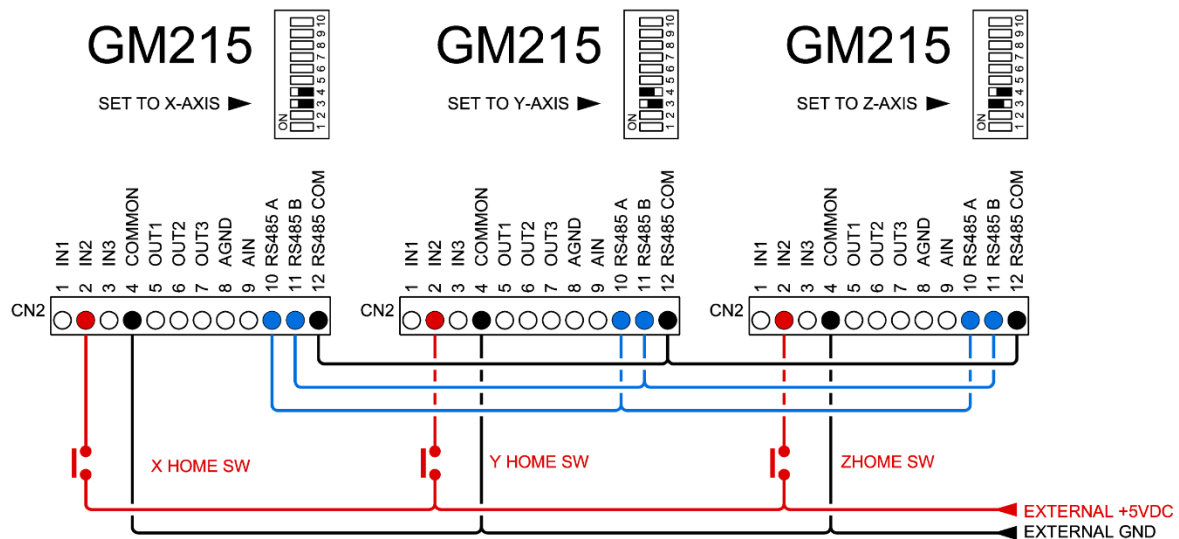 GM215
SET TO X-AXIS
ON
1 2 3 4 5 6 7 8 9 10
GM215
SET TO Y-AXIS
ON
1 2 3 4 5 6 7 8 9 10
GM215
SET TO Z-AXIS
ON
1 2 3 4 5 6 7 8 9 10
CN2
1 IN1
2 IN2
3 IN3
4 COMMON
5 OUT1
6 OUT2
7 OUT3
8 AGND
9 AIN
10 RS485 A
11 RS485 B
12 RS485 COM
CN2
1 IN1
2 IN2
3 IN3
4 COMMON
5 OUT1
6 OUT2
7 OUT3
8 AGND
9 AIN
10 RS485 A
11 RS485 B
12 RS485 COM
CN2
1 IN1
2 IN2
3 IN3
4 COMMON
5 OUT1
6 OUT2
7 OUT3
8 AGND
9 AIN
10 RS485 A
11 RS485 B
12 RS485 COM
X HOME SW
Y HOME SW
ZHOME SW
EXTERNAL +5VDC
EXTERNAL GND